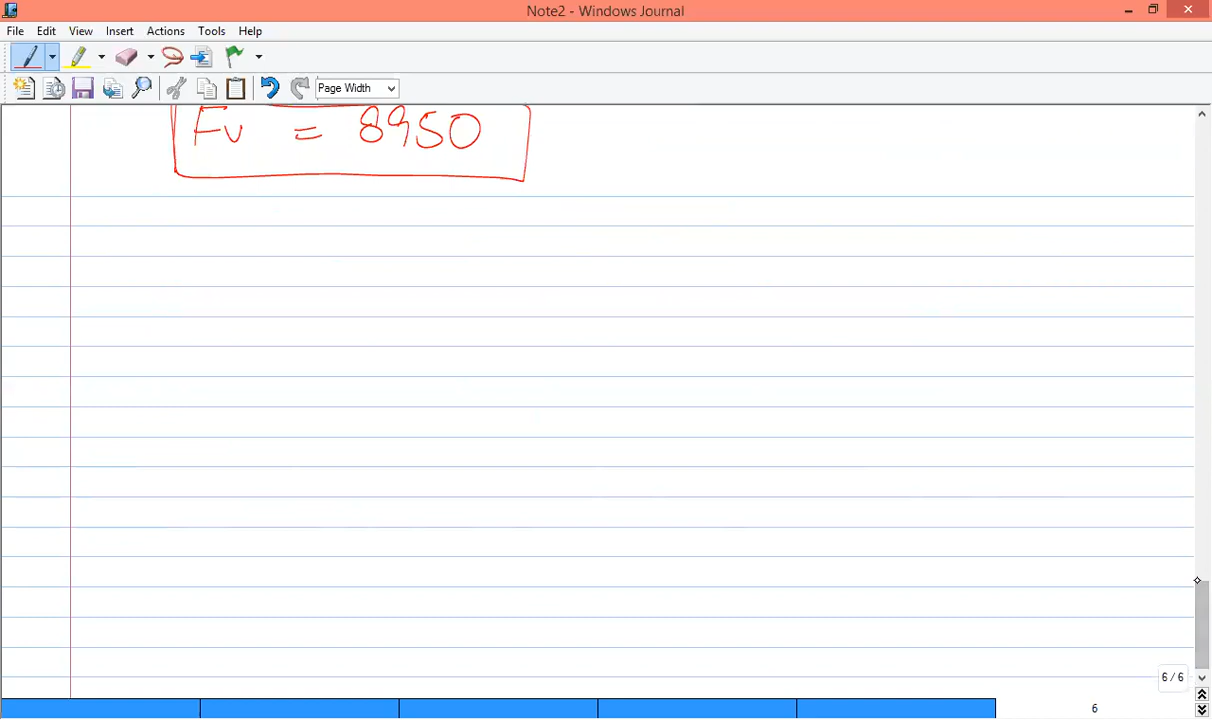 Note2 - Windows Journal
File Edit View Insert Actions Tools Help
Page Width
Fv = 8950
6 / 6
6